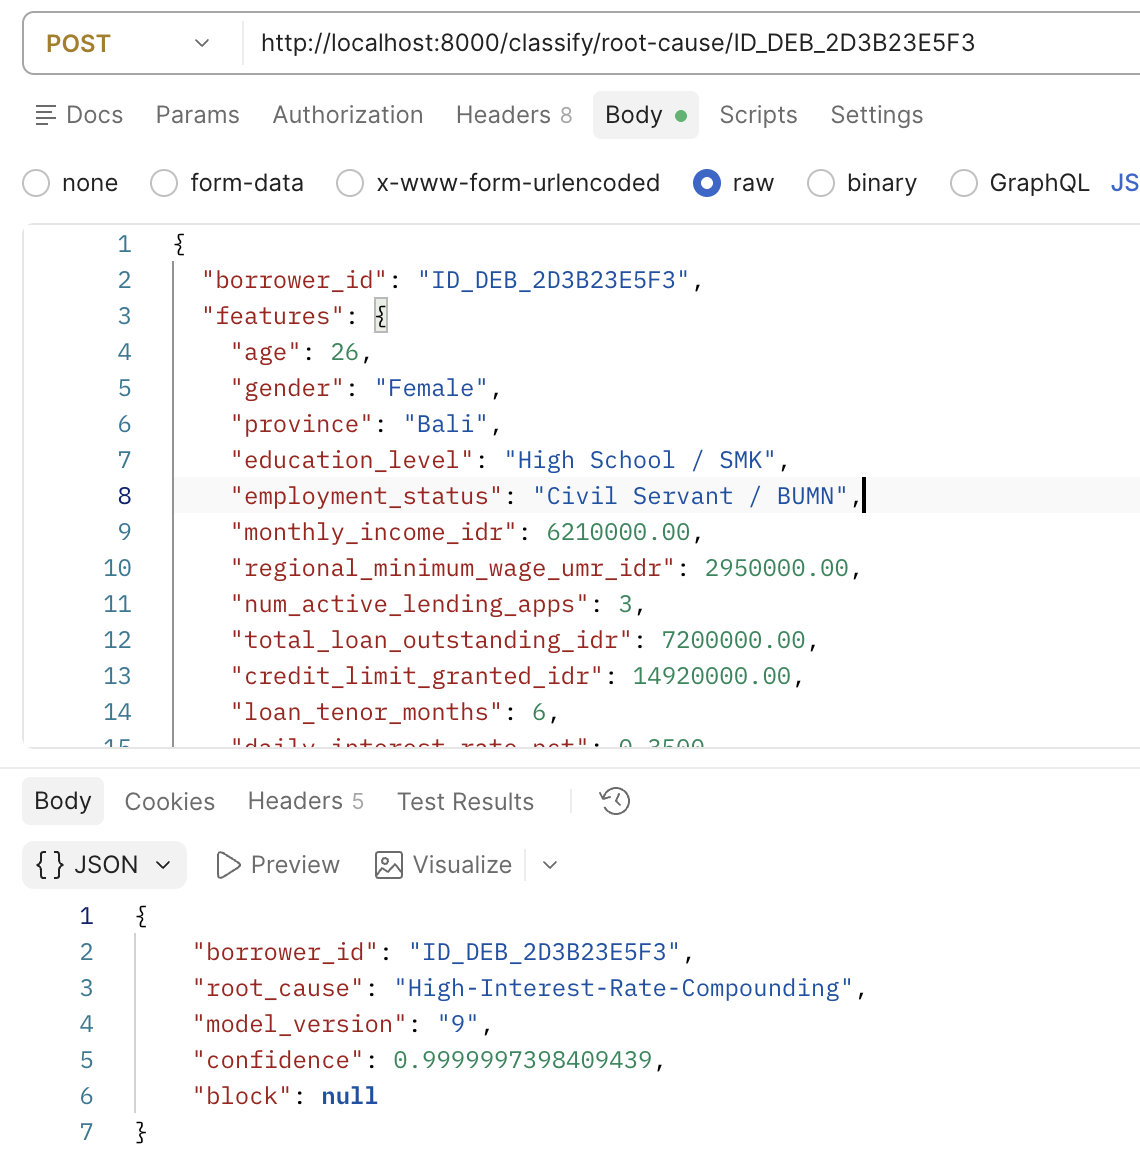 POST http://localhost:8000/classify/root-cause/ID_DEB_2D3B23E5F3
Docs Params Authorization Headers 8 Body Scripts Settings
none form-data x-www-form-urlencoded raw binary GraphQL JS
1 {
2 "borrower_id": "ID_DEB_2D3B23E5F3",
3 "features": {
4 "age": 26,
5 "gender": "Female",
6 "province": "Bali",
7 "education_level": "High School / SMK",
8 "employment_status": "Civil Servant / BUMN",
9 "monthly_income_idr": 6210000.00,
10 "regional_minimum_wage_umr_idr": 2950000.00,
11 "num_active_lending_apps": 3,
12 "total_loan_outstanding_idr": 7200000.00,
13 "credit_limit_granted_idr": 14920000.00,
14 "loan_tenor_months": 6,
15 "daily_interest_rate_pct": 0.3500
Body Cookies Headers 5 Test Results
{} JSON Preview Visualize
1 {
2 "borrower_id": "ID_DEB_2D3B23E5F3",
3 "root_cause": "High-Interest-Rate-Compounding",
4 "model_version": "9",
5 "confidence": 0.9999997398409439,
6 "block": null
7 }